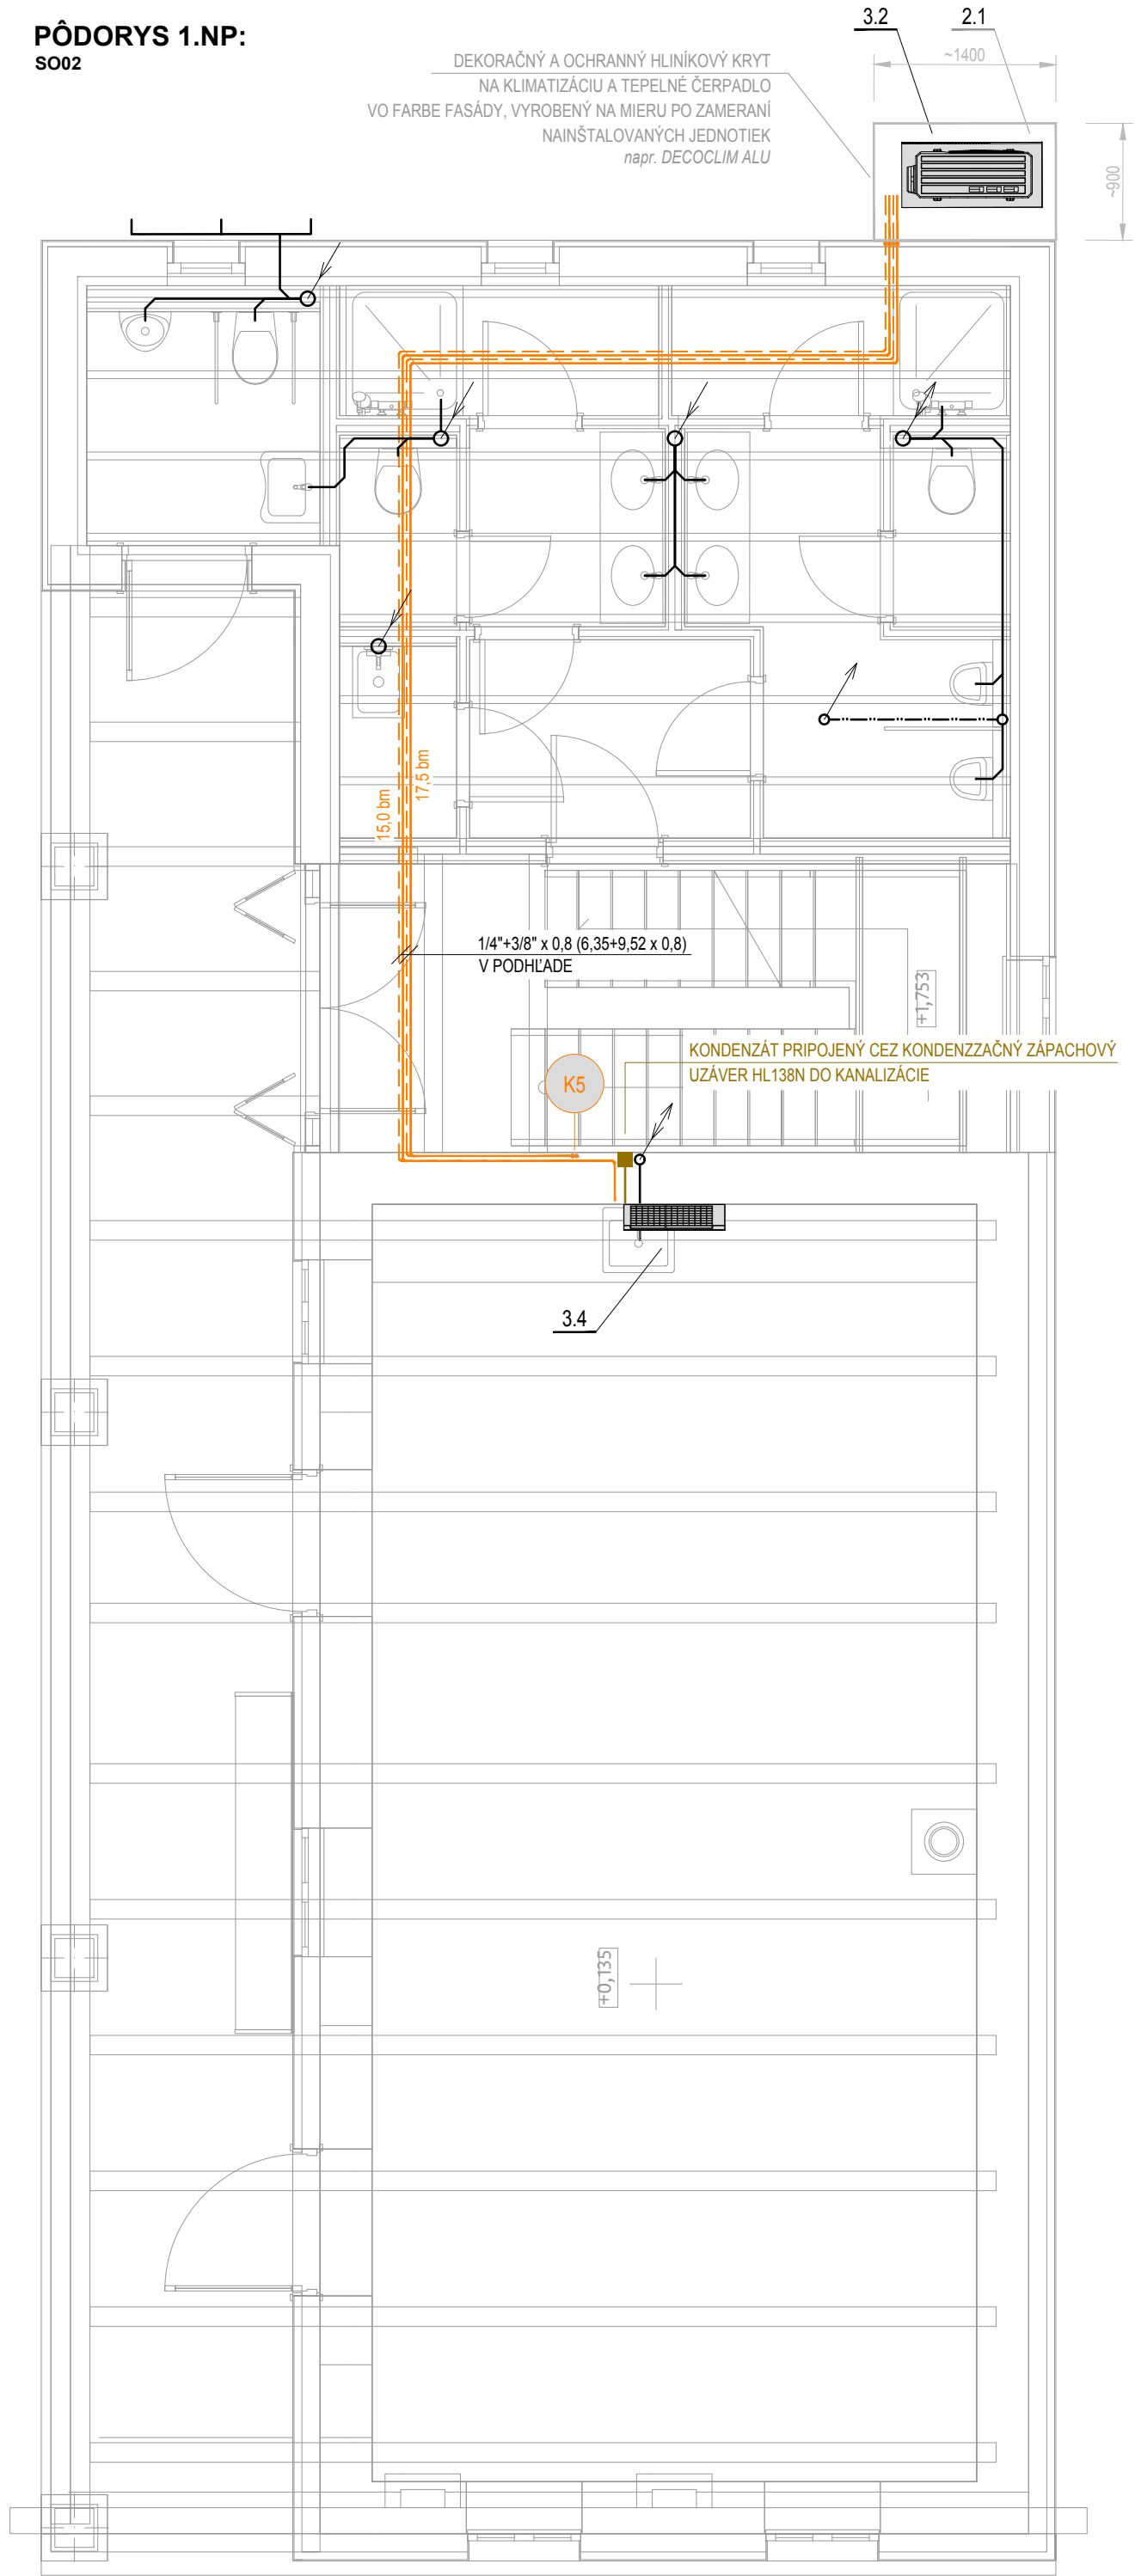 PÔDORYS 1.NP:
SO02
3.2
2.1
~1400
DEKORAČNÝ A OCHRANNÝ HLINÍKOVÝ KRYT
NA KLIMATIZÁCIU A TEPELNÉ ČERPADLO
VO FARBE FASÁDY, VYROBENÝ NA MIERU PO ZAMERANÍ
NAINŠTALOVANÝCH JEDNOTIEK
napr. DECOCLIM ALU
~900
15,0 bm
17,5 bm
1/4"+3/8" x 0,8 (6,35+9,52 x 0,8)
V PODHĽADE
+1,753
KONDENZÁT PRIPOJENÝ CEZ KONDENZZAČNÝ ZÁPACHOVÝ
UZÁVER HL138N DO KANALIZÁCIE
K5
3.4
+0,135